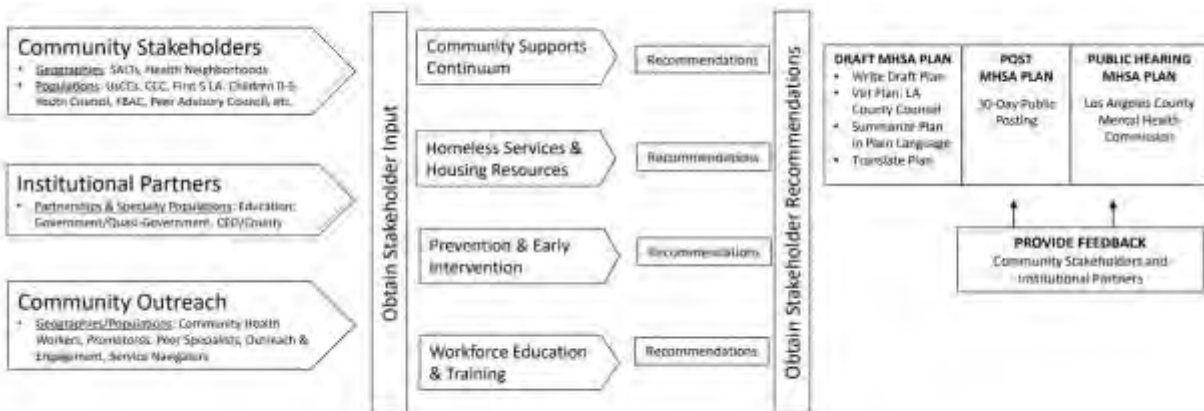 Community Stakeholders
• Geographies: SALTs, Health Neighborhoods
• Populations: UsCCs, CLC, First 5 LA, Children 0-5,
Youth Council, FBAC, Peer Advisory Council, etc.
Institutional Partners
• Partnerships & Specialty Populations: Education;
Government/Quasi-Government, CEO/County
Community Outreach
• Geographies/Populations: Community Health
Workers, Promotores, Peer Specialists, Outreach &
Engagement, Service Navigators
Obtain Stakeholder Input
Community Supports
Continuum
Recommendations
Homeless Services &
Housing Resources
Recommendations
Prevention & Early
Intervention
Recommendations
Workforce Education
& Training
Recommendations
Obtain Stakeholder Recommendations
DRAFT MHSA PLAN
• Write Draft Plan
• Vet Plan: LA
County Counsel
• Summarize Plan
in Plain Language
• Translate Plan
POST
MHSA PLAN
30-Day Public
Posting
PUBLIC HEARING
MHSA PLAN
Los Angeles County
Mental Health
Commission
PROVIDE FEEDBACK
Community Stakeholders and
Institutional Partners